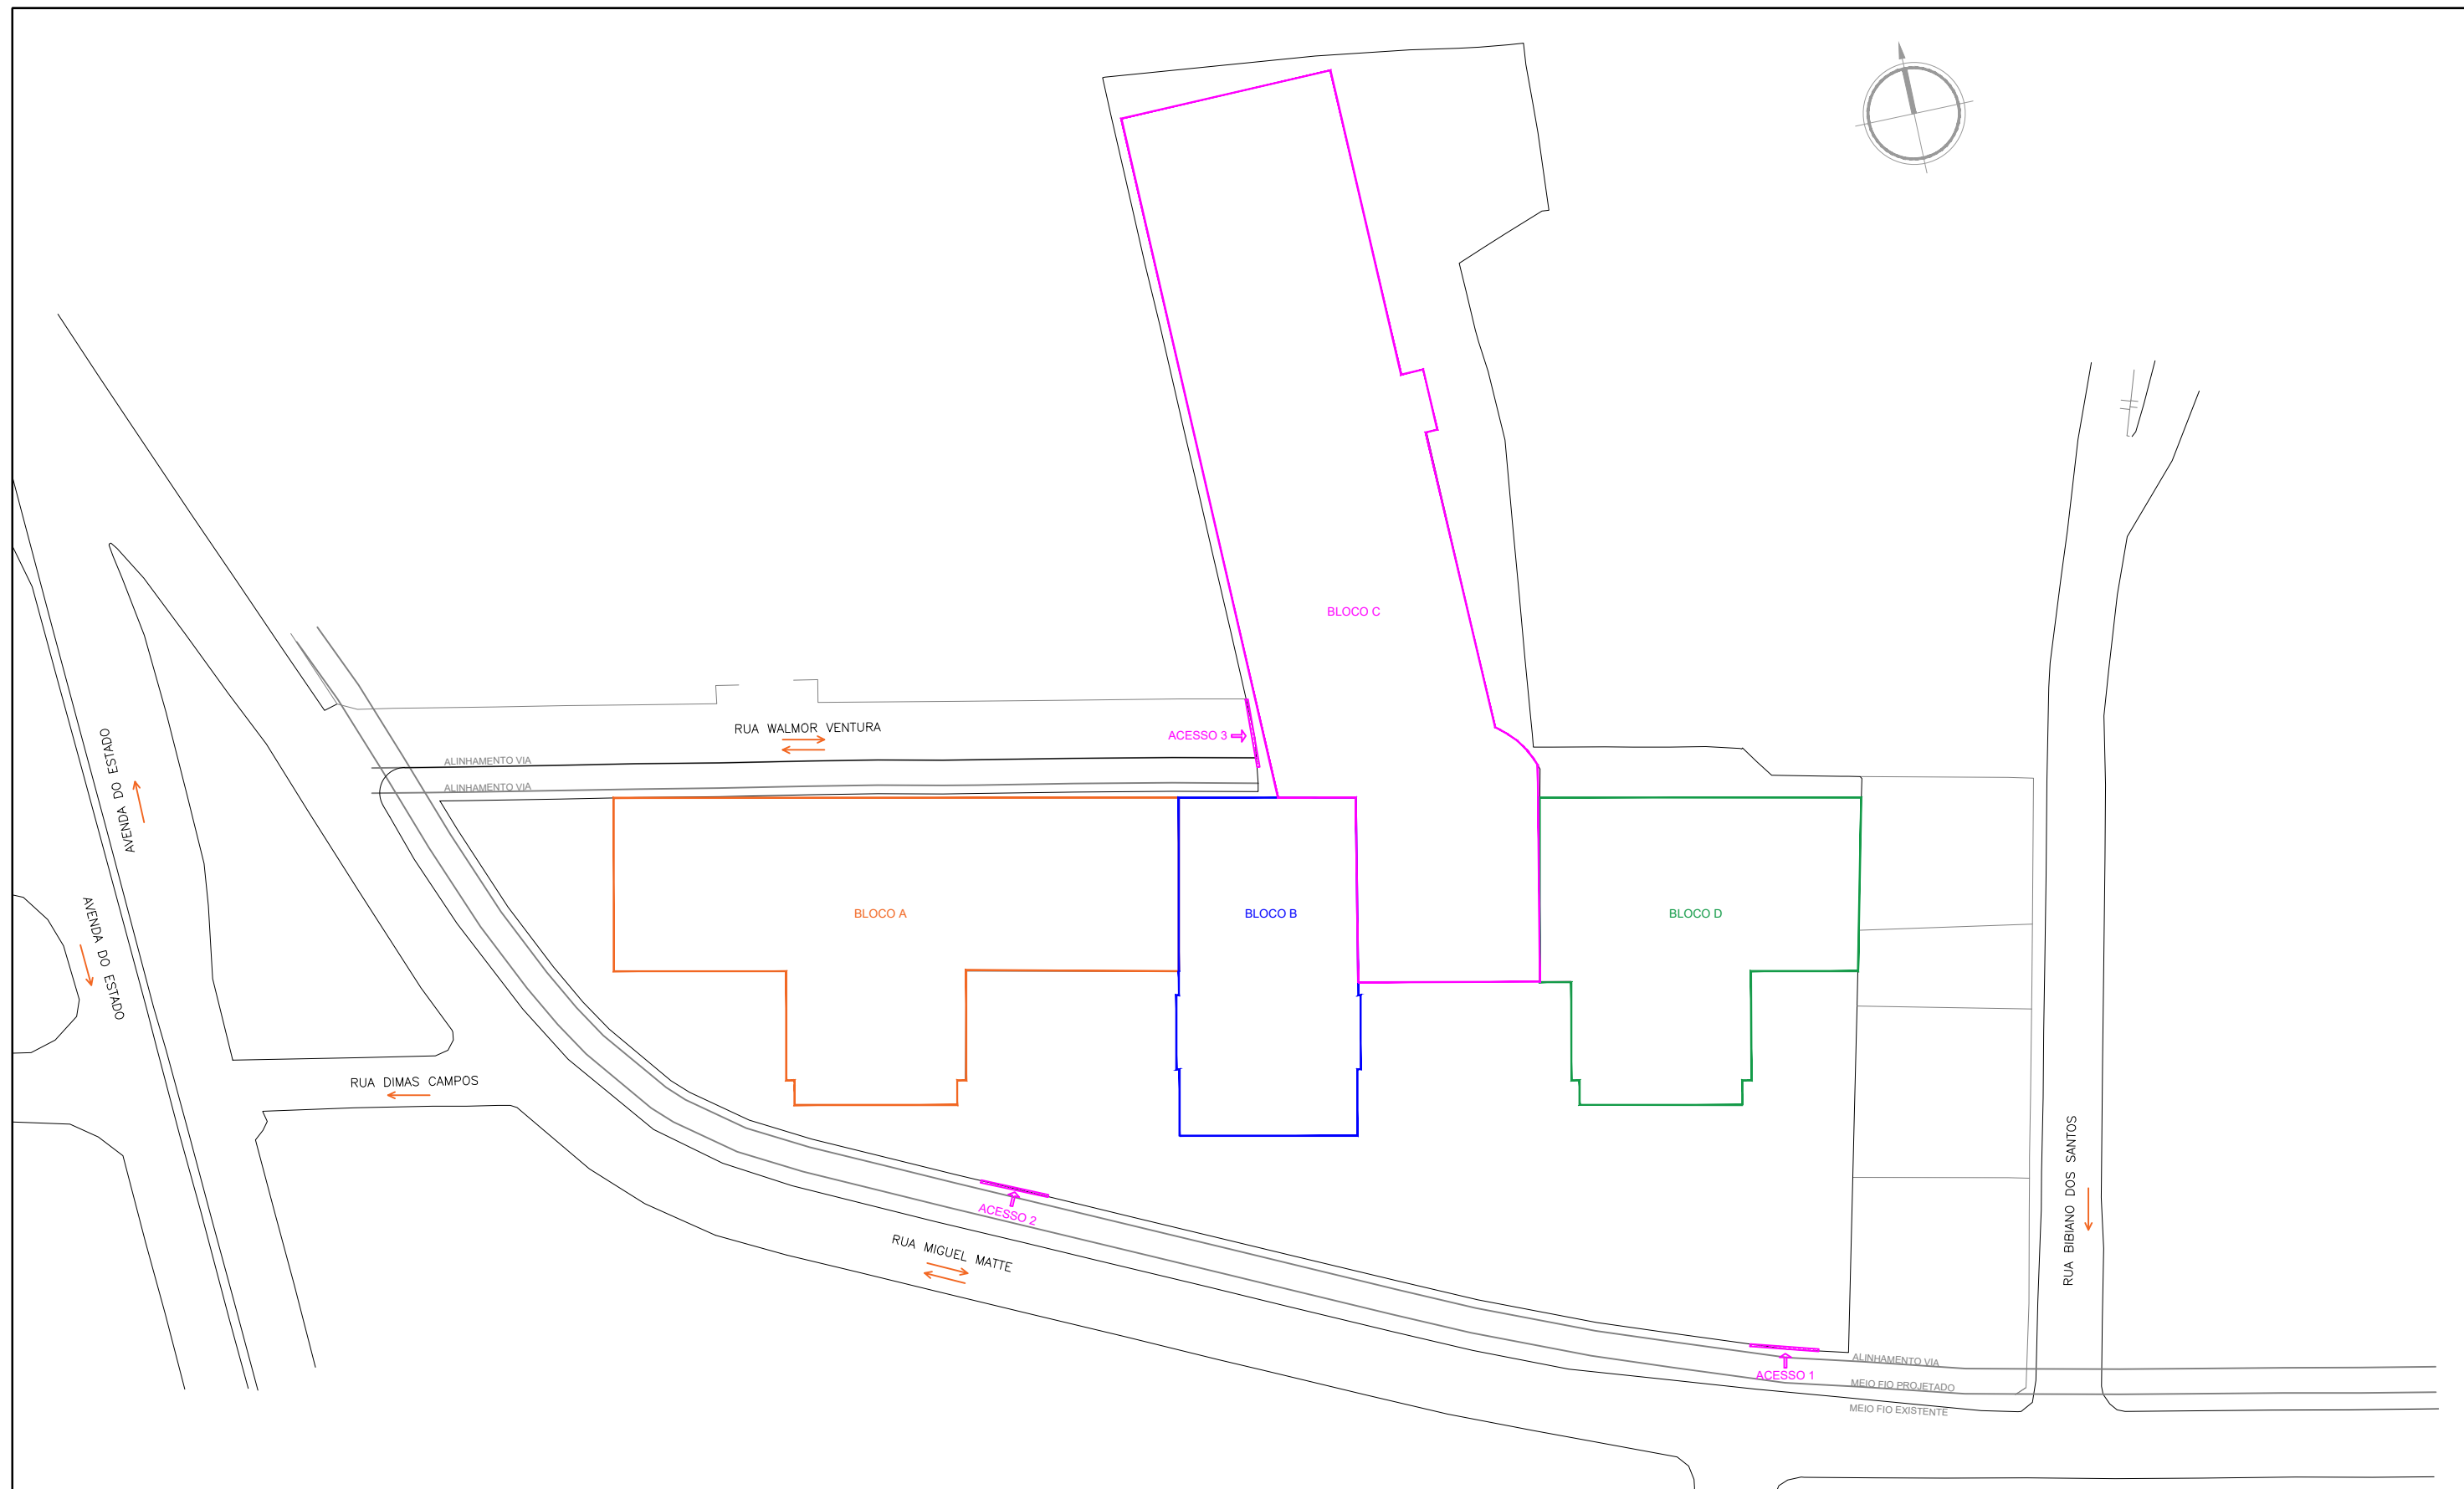 BLOCO C
RUA WALMOR VENTURA
ACESSO 3
ALINHAMENTO VIA
ALINHAMENTO VIA
AVENDA DO ESTADO
AVENDA DO ESTADO
BLOCO A
BLOCO B
BLOCO D
RUA DIMAS CAMPOS
RUA BIBIANO DOS SANTOS
ACESSO 2
RUA MIGUEL MATTE
ALINHAMENTO VIA
ACESSO 1
MEIO FIO PROJETADO
MEIO FIO EXISTENTE